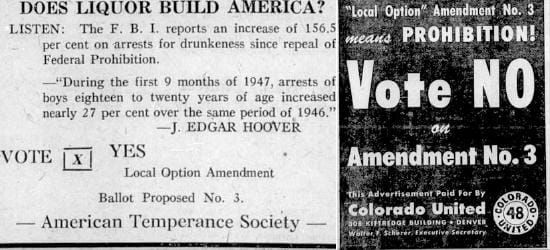 DOES LIQUOR BUILD AMERICA?
LISTEN: The F. B. I. reports an increase of 156.5
per cent on arrests for drunkeness since repeal of
Federal Prohibition.
—"During the first 9 months of 1947, arrests of
boys eighteen to twenty years of age increased
nearly 27 per cent over the same period of 1946."
—J. EDGAR HOOVER
VOTE X YES
Local Option Amendment
Ballot Proposed No. 3.
— American Temperance Society —
"Local Option" Amendment No. 3
means PROHIBITION!
Vote NO
on
Amendment No. 3
This Advertisement Paid For By
Colorado United
308 KITTREDGE BUILDING • DENVER
Walter F. Scherer, Executive Secretary
COLORADO
48
UNITED